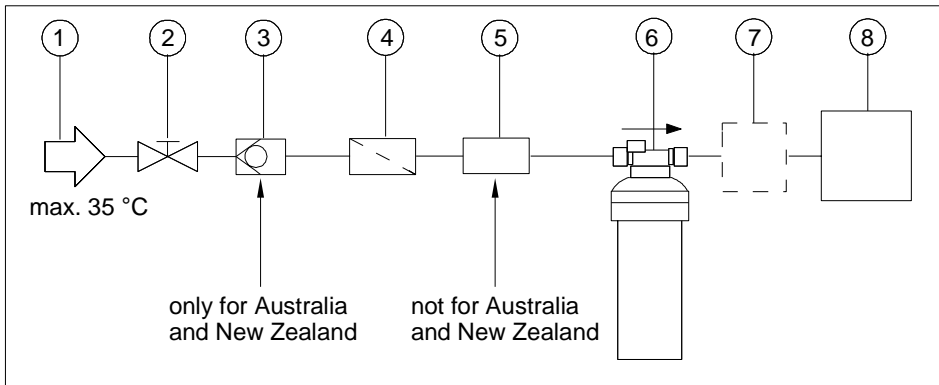 1 2 3 4 5 6 7 8
max. 35 °C
only for Australia
and New Zealand
not for Australia
and New Zealand